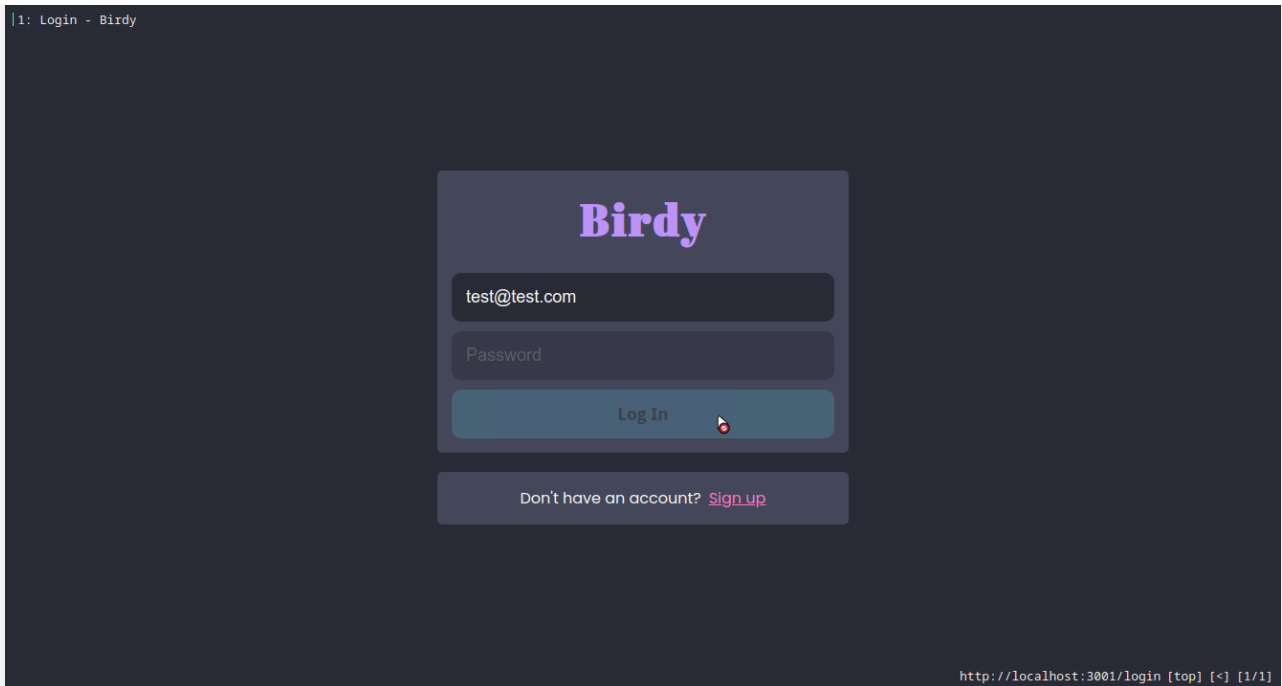 1: Login - Birdy
Birdy
test@test.com
Password
Log In
Don't have an account? Sign up
http://localhost:3001/login [top] [<] [1/1]